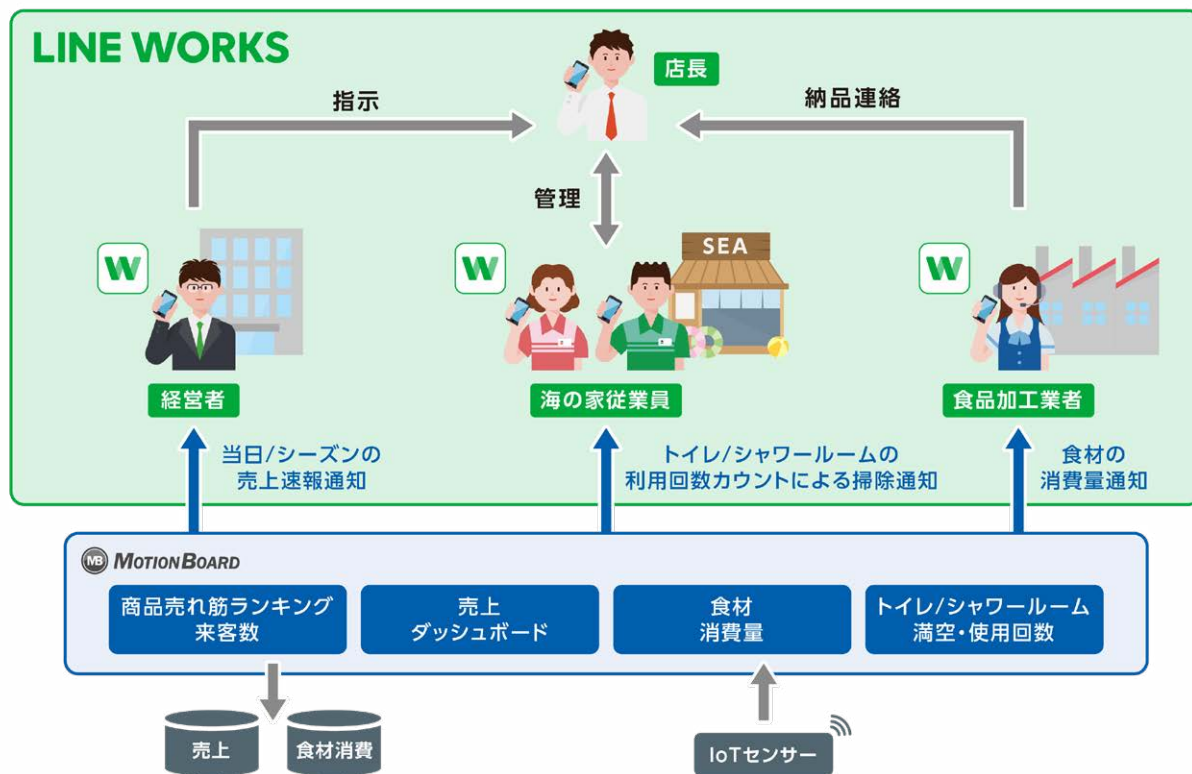 LINE WORKS
店長
指示
納品連絡
管理
SEA
W
W
W
経営者
海の家従業員
食品加工業者
当日/シーズンの
売上速報通知
トイレ/シャワールームの
利用回数カウントによる掃除通知
食材の
消費量通知
MB MOTIONBOARD
商品売れ筋ランキング
来客数
売上
ダッシュボード
食材
消費量
トイレ/シャワールーム
満空・使用回数
売上
食材消費
IoTセンサー